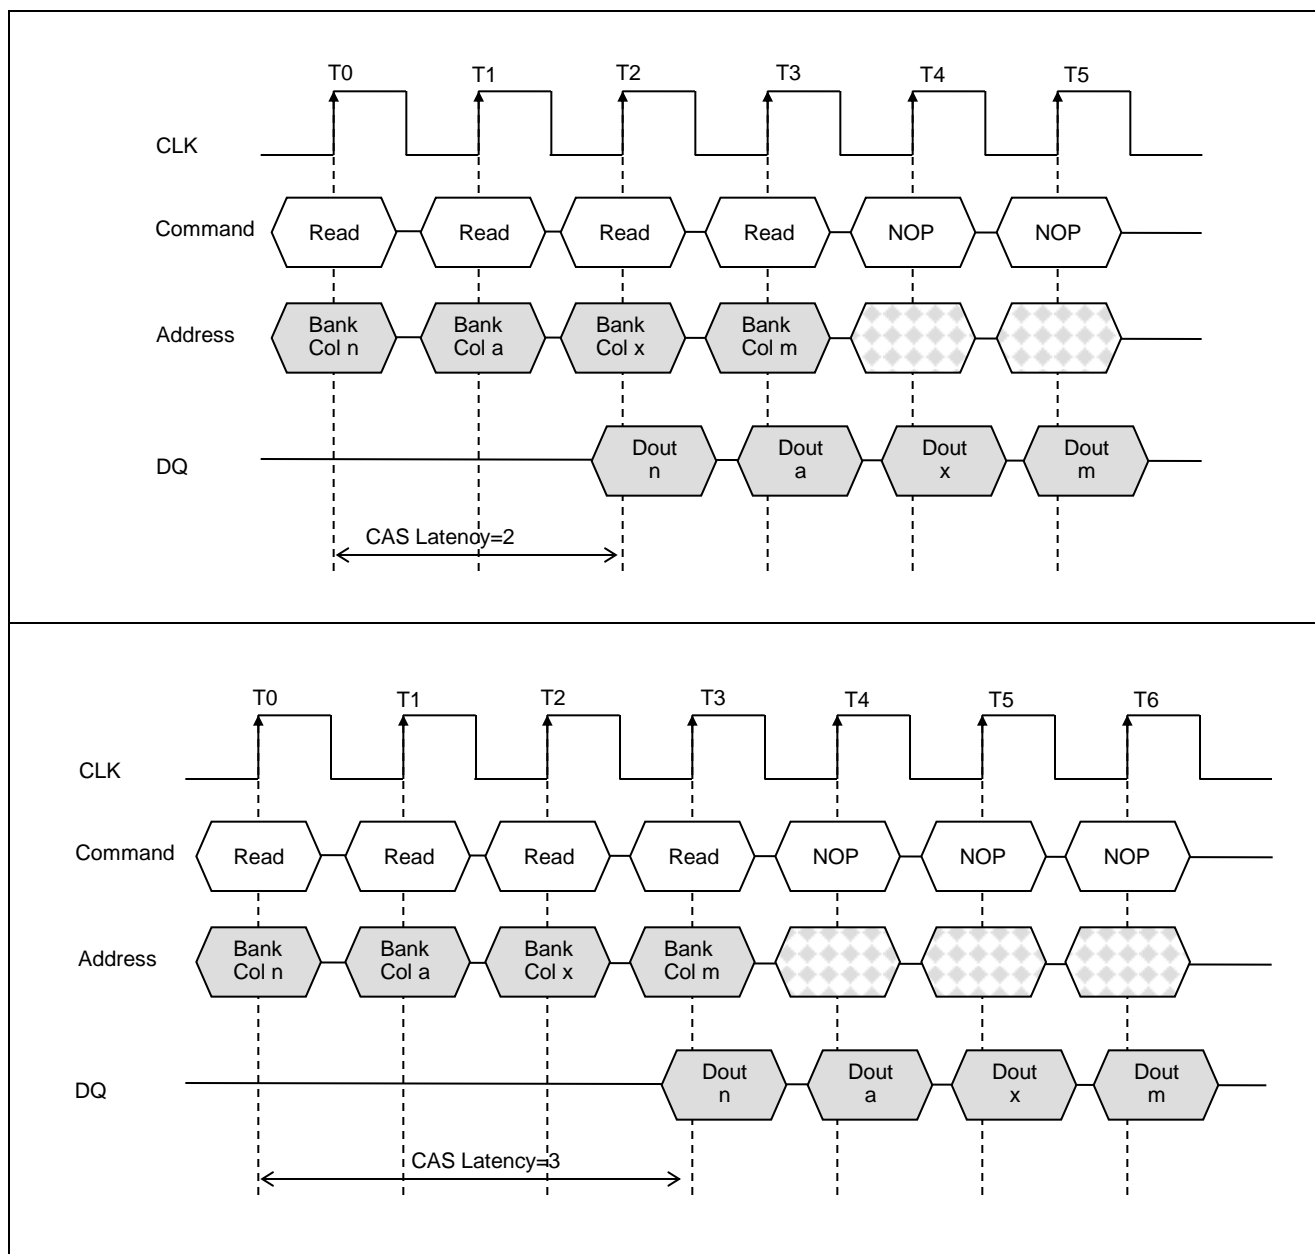 T0 T1 T2 T3 T4 T5
CLK
Command Read Read Read Read NOP NOP
Address
Bank Bank Bank Bank
Col n Col a Col x Col m
Dout Dout Dout Dout
DQ
n a x m
CAS Latency=2
T0 T1 T2 T3 T4 T5 T6
CLK
Command Read Read Read Read NOP NOP NOP
Address
Bank Bank Bank Bank
Col n Col a Col x Col m
Dout Dout Dout Dout
DQ
n a x m
CAS Latency=3